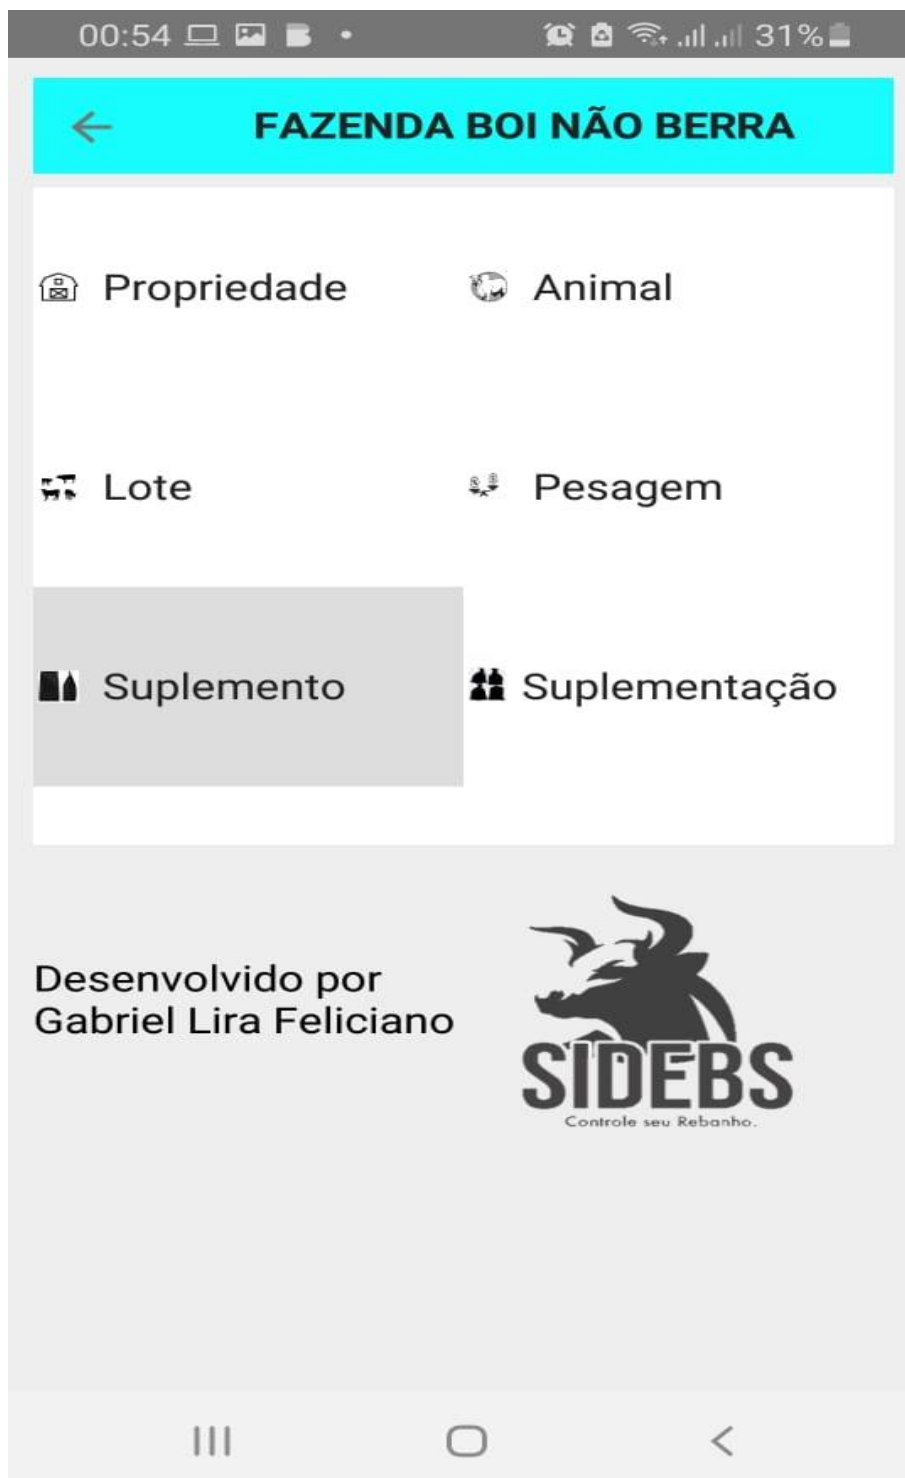 00:54 31%
FAZENDA BOI NÃO BERRA
Propriedade Animal
Lote Pesagem
Suplemento Suplementação
Desenvolvido por
Gabriel Lira Feliciano
SIDEBS
Controle seu Rebanho.